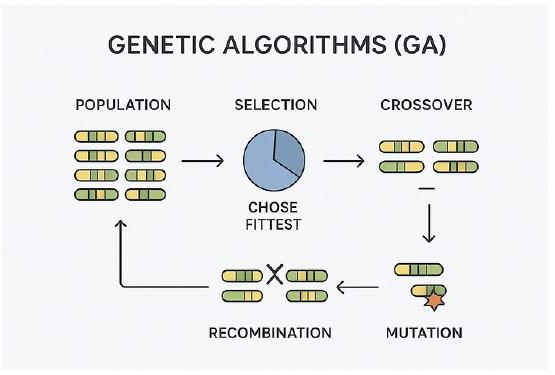 GENETIC ALGORITHMS (GA)
POPULATION
SELECTION
CROSSOVER
CHOSE
FITTEST
RECOMBINATION
MUTATION